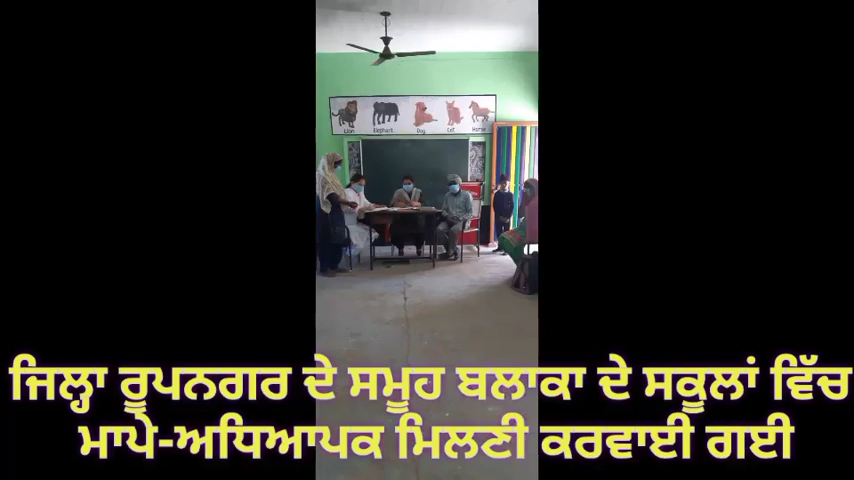 Lion Elephant Dog Cat Horse
ਜਿਲ੍ਹਾ ਰੂਪਨਗਰ ਦੇ ਸਮੂਹ ਬਲਾਕਾ ਦੇ ਸਕੂਲਾਂ ਵਿੱਚ
ਮਾਪੇ-ਅਧਿਆਪਕ ਮਿਲਣੀ ਕਰਵਾਈ ਗਈ